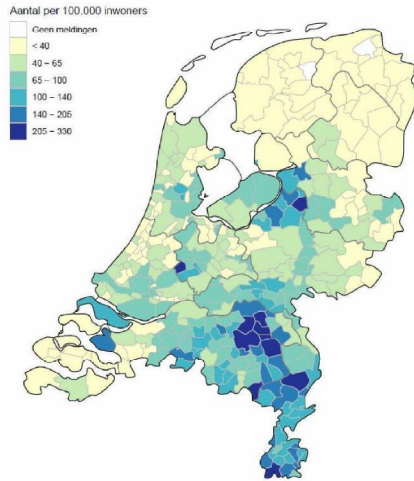 Aantal per 100.000 inwoners
Geen meldingen
< 40
40 – 65
65 – 100
100 – 140
140 – 205
205 – 330